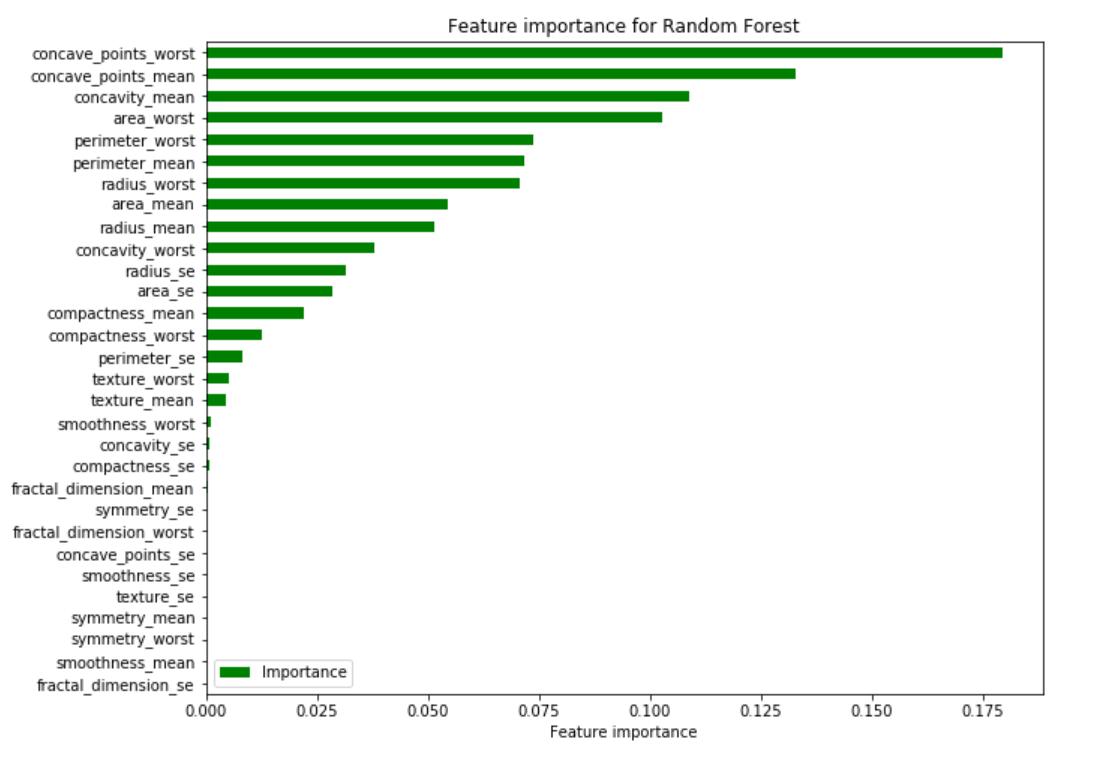 Feature importance for Random Forest
concave_points_worst
concave_points_mean
concavity_mean
area_worst
perimeter_worst
perimeter_mean
radius_worst
area_mean
radius_mean
concavity_worst
radius_se
area_se
compactness_mean
compactness_worst
perimeter_se
texture_worst
texture_mean
smoothness_worst
concavity_se
compactness_se
fractal_dimension_mean
symmetry_se
fractal_dimension_worst
concave_points_se
smoothness_se
texture_se
symmetry_mean
symmetry_worst
smoothness_mean
fractal_dimension_se
Importance
0.000 0.025 0.050 0.075 0.100 0.125 0.150 0.175
Feature importance